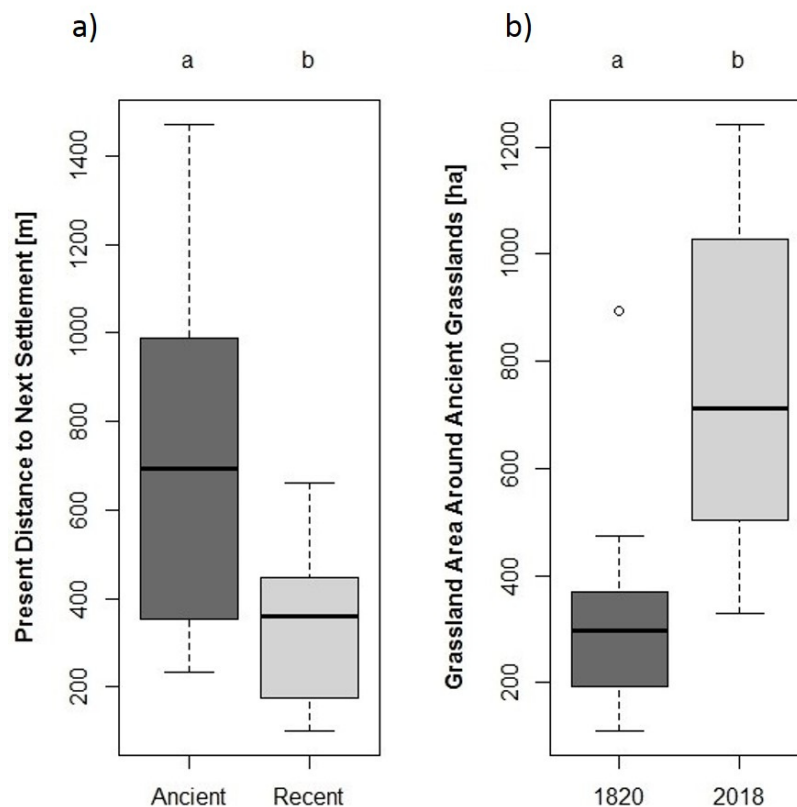 a)
a b
Present Distance to Next Settlement [m]
1400
1200
1000
800
600
400
200
Ancient Recent
b)
a b
Grassland Area Around Ancient Grasslands [ha]
1200
1000
800
600
400
200
1820 2018